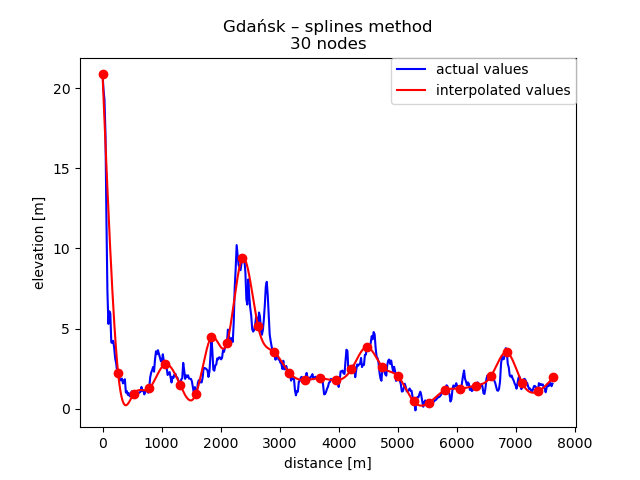 Gdańsk – splines method
30 nodes
actual values
interpolated values
elevation [m]
20
15
10
5
0
0 1000 2000 3000 4000 5000 6000 7000 8000
distance [m]